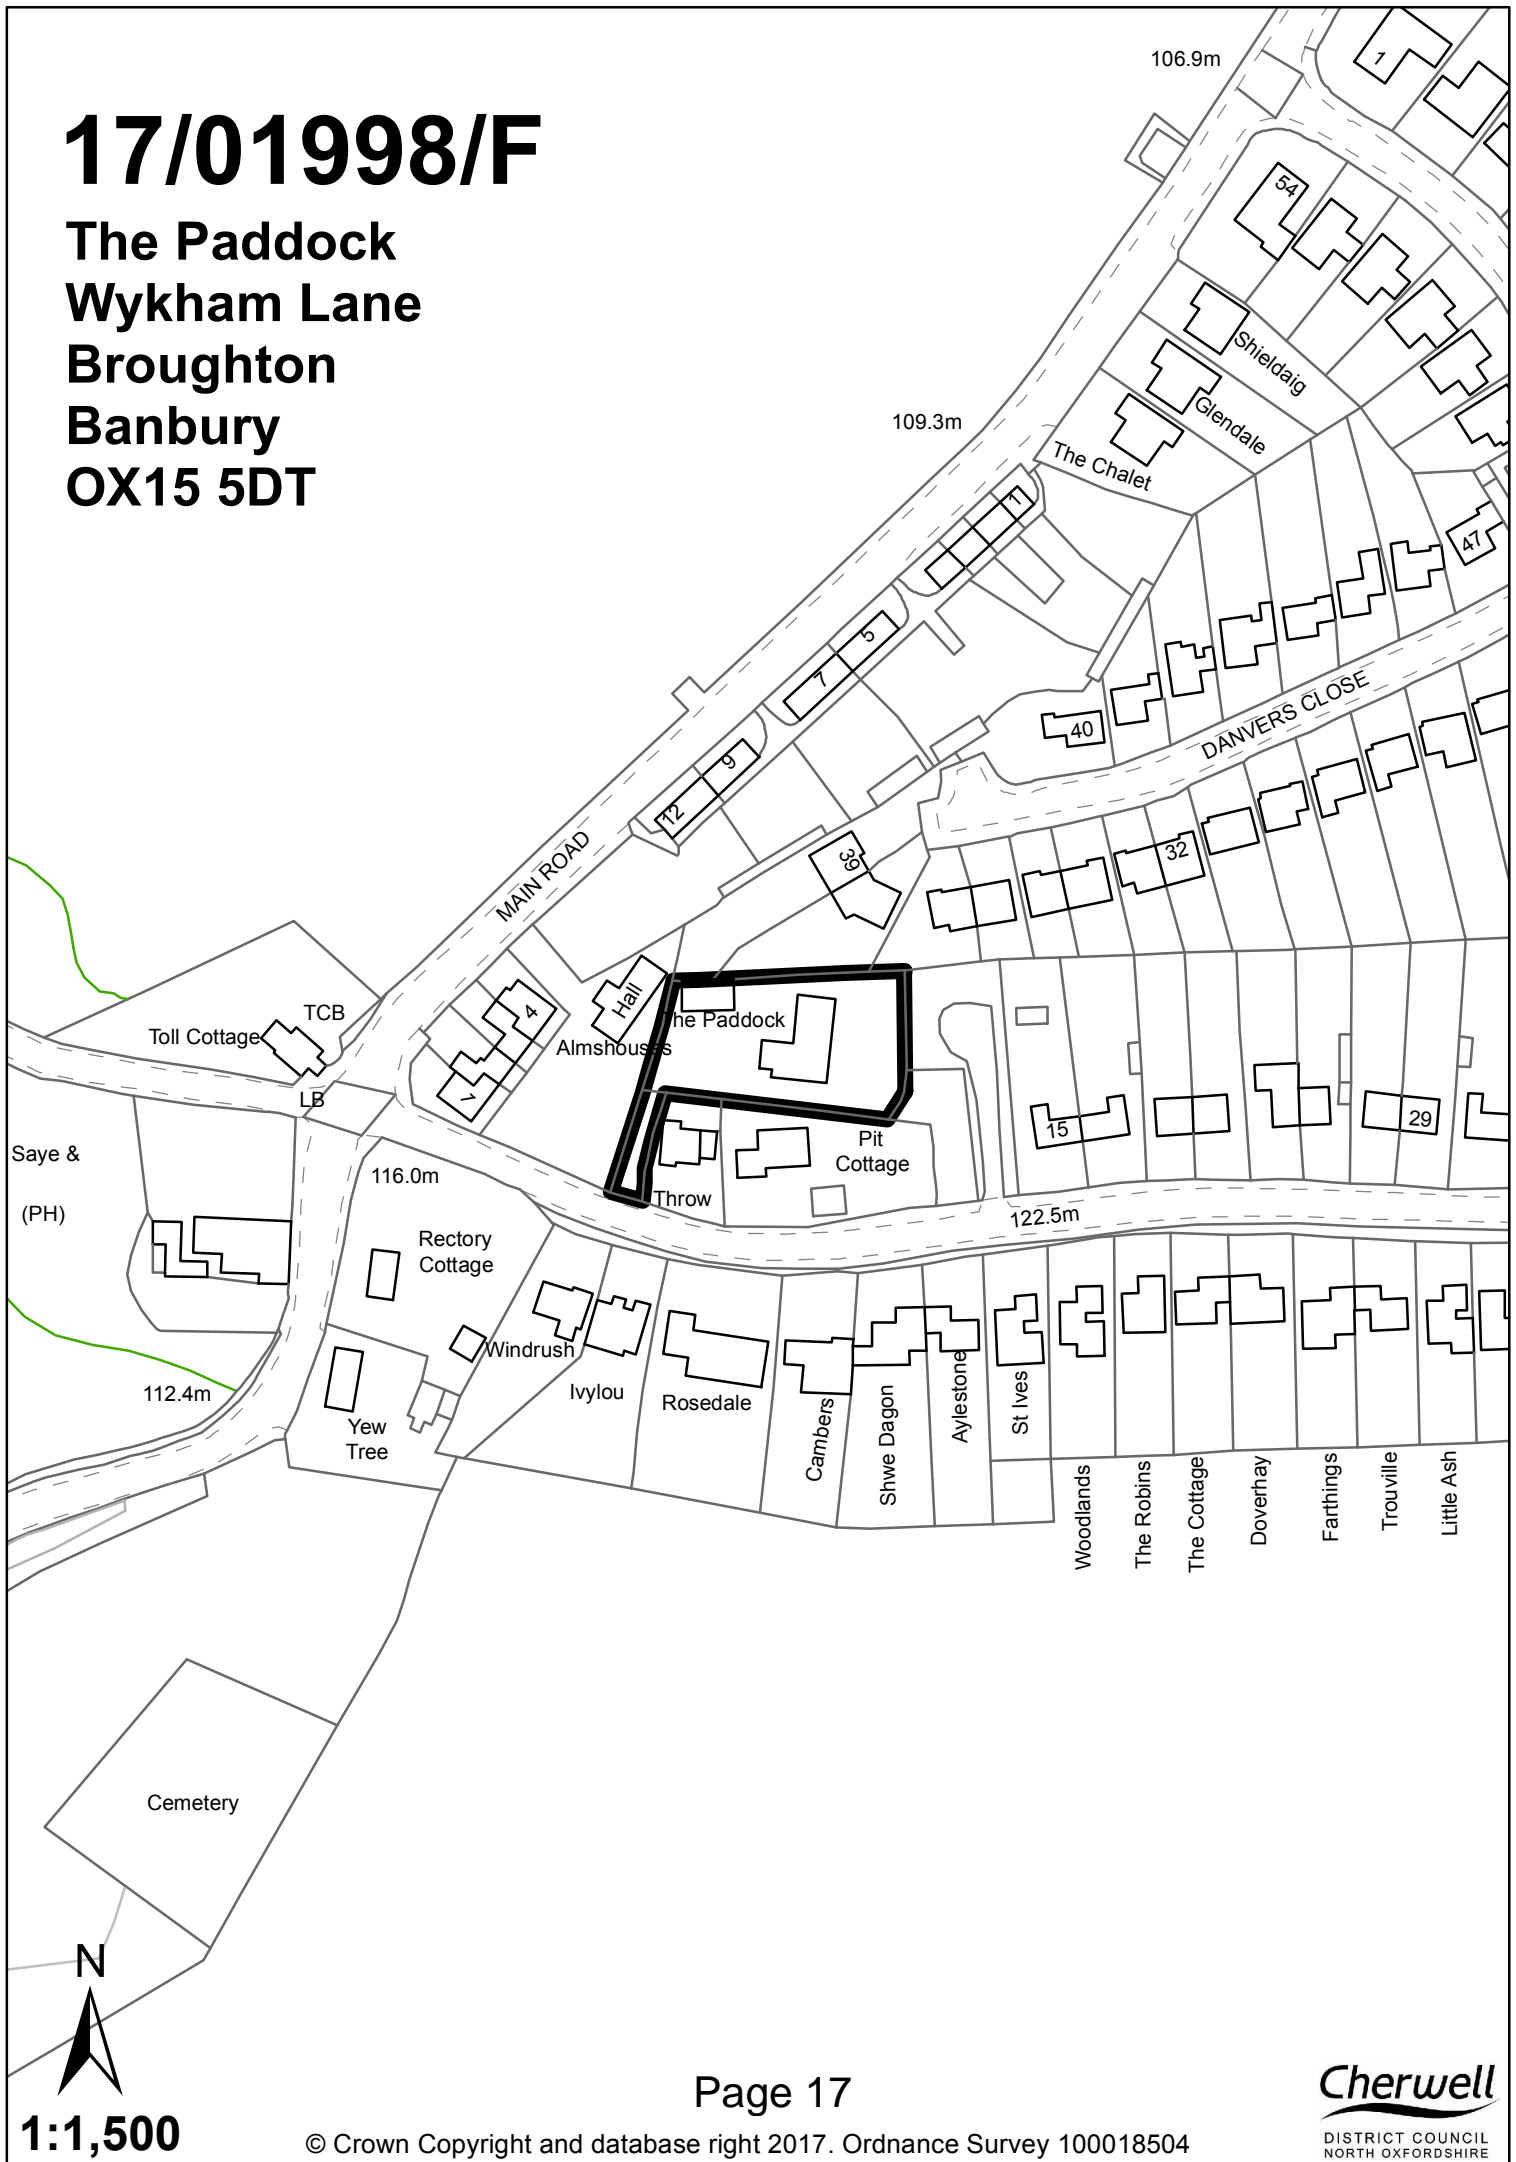 17/01998/F
The Paddock
Wykham Lane
Broughton
Banbury
OX15 5DT
106.9m
1
54
Shieldaig
Glendale
109.3m
The Chalet
1
47
5
7
40
DANVERS CLOSE
9
12
MAIN ROAD
39
32
4
Hall
TCB
Toll Cottage
The Paddock
Almshouses
LB
1
15
29
Pit
Cottage
Saye &
116.0m
(PH)
Throw
122.5m
Rectory
Cottage
Windrush
Ivylou
Rosedale
112.4m
Yew
Tree
Cambers
Shwe Dagon
Aylestone
St Ives
Woodlands
The Robins
The Cottage
Doverhay
Farthings
Trouville
Little Ash
Cemetery
N
1:1,500
Page 17
© Crown Copyright and database right 2017. Ordnance Survey 100018504
Cherwell
DISTRICT COUNCIL
NORTH OXFORDSHIRE